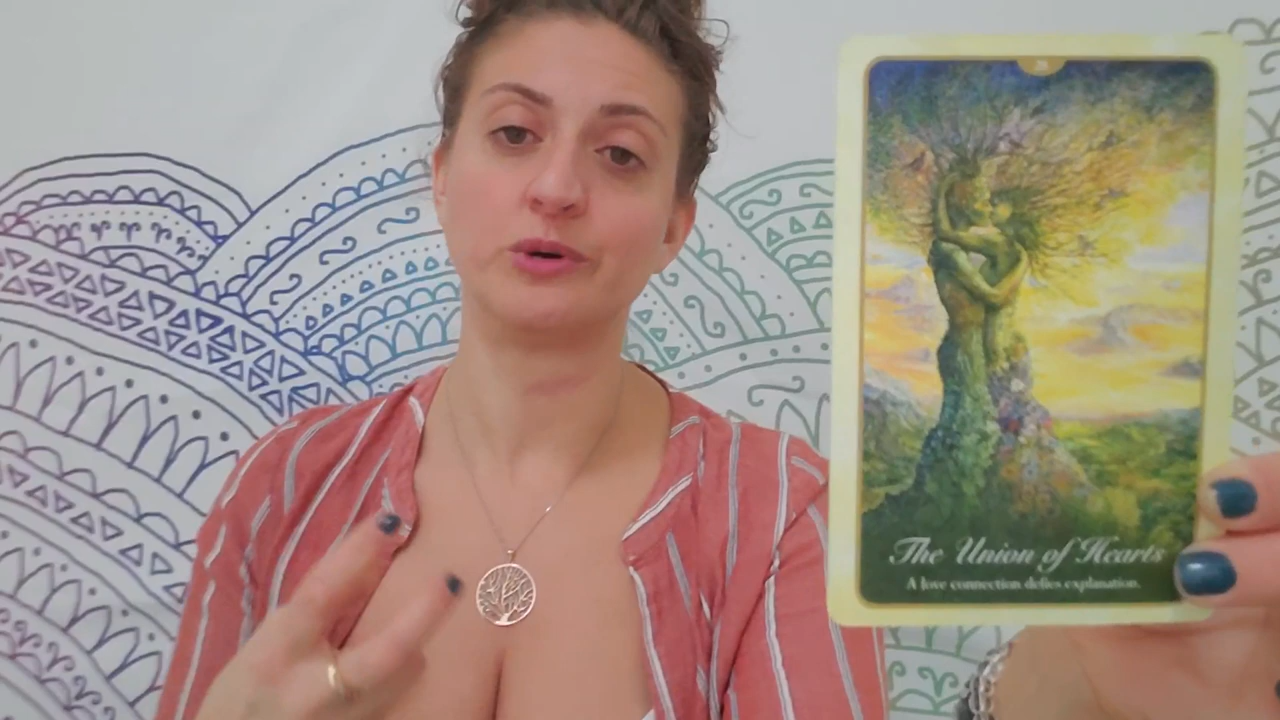 The Union of Hearts
A love connection defies explanation.